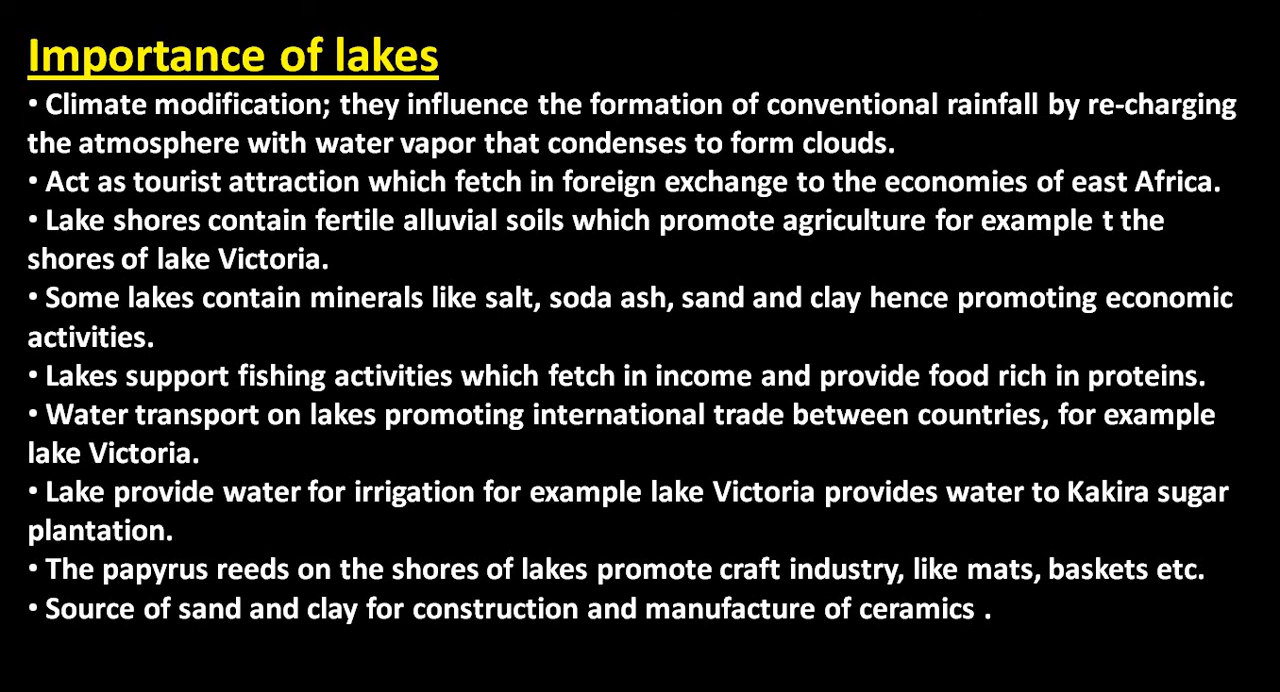 Importance of lakes
• Climate modification; they influence the formation of conventional rainfall by re-charging
the atmosphere with water vapor that condenses to form clouds.
• Act as tourist attraction which fetch in foreign exchange to the economies of east Africa.
• Lake shores contain fertile alluvial soils which promote agriculture for example t the
shores of lake Victoria.
• Some lakes contain minerals like salt, soda ash, sand and clay hence promoting economic
activities.
• Lakes support fishing activities which fetch in income and provide food rich in proteins.
• Water transport on lakes promoting international trade between countries, for example
lake Victoria.
• Lake provide water for irrigation for example lake Victoria provides water to Kakira sugar
plantation.
• The papyrus reeds on the shores of lakes promote craft industry, like mats, baskets etc.
• Source of sand and clay for construction and manufacture of ceramics .